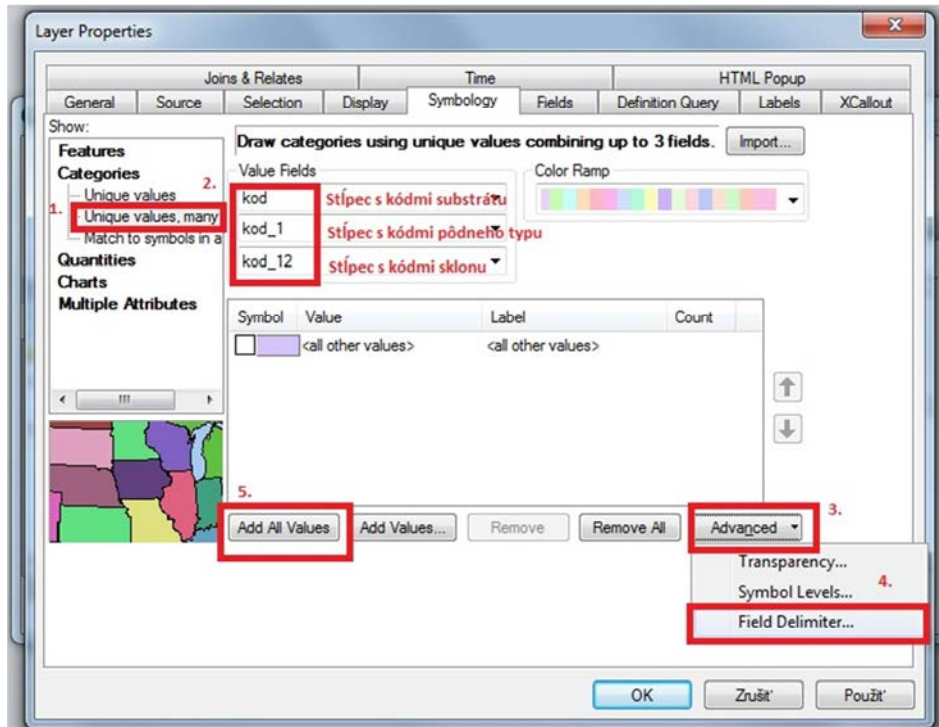 Layer Properties
Joins & Relates Time HTML Popup
General Source Selection Display Symbology Fields Definition Query Labels XCallout
Show:
Features
Categories
Unique values
Unique values, many
Match to symbols in a
Quantities
Charts
Multiple Attributes
1.
2.
Draw categories using unique values combining up to 3 fields.
Import...
Value Fields
kod Stĺpec s kódmi substrátu
kod_1 Stĺpec s kódmi pôdneho typu
kod_12 Stĺpec s kódmi sklonu
Color Ramp
Symbol Value Label Count
<all other values> <all other values>
5.
3.
Add All Values Add Values... Remove Remove All Advanced
Transparency...
4.
Symbol Levels...
Field Delimiter...
OK Zrušiť Použiť